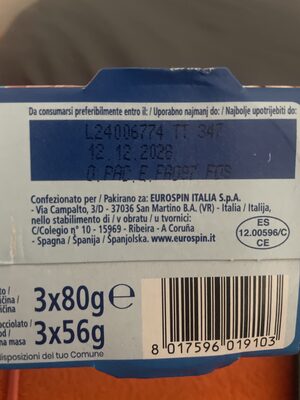 Da consumarsi preferibilmente entro il: / Uporabno najmanj do: / Najbolje upotrijebiti do:
L24006774 TT 347
12.12.2028
O.PAC.E.FAO87 FGS
Confezionato per / Pakirano za: EUROSPIN ITALIA S.p.A.
- Via Campalto, 3/D - 37036 San Martino B.A. (VR) - Italia / Italija,
nello stabilimento di / v obratu / u tvornici:
C/Colegio n° 10 - 15969 - Ribeira - A Coruña
- Spagna / Španija / Španjolska. www.eurospin.it
ES
12.00596/C
CE
3x80g e
3x56g
8 017596 019103
disposizioni del tuo Comune